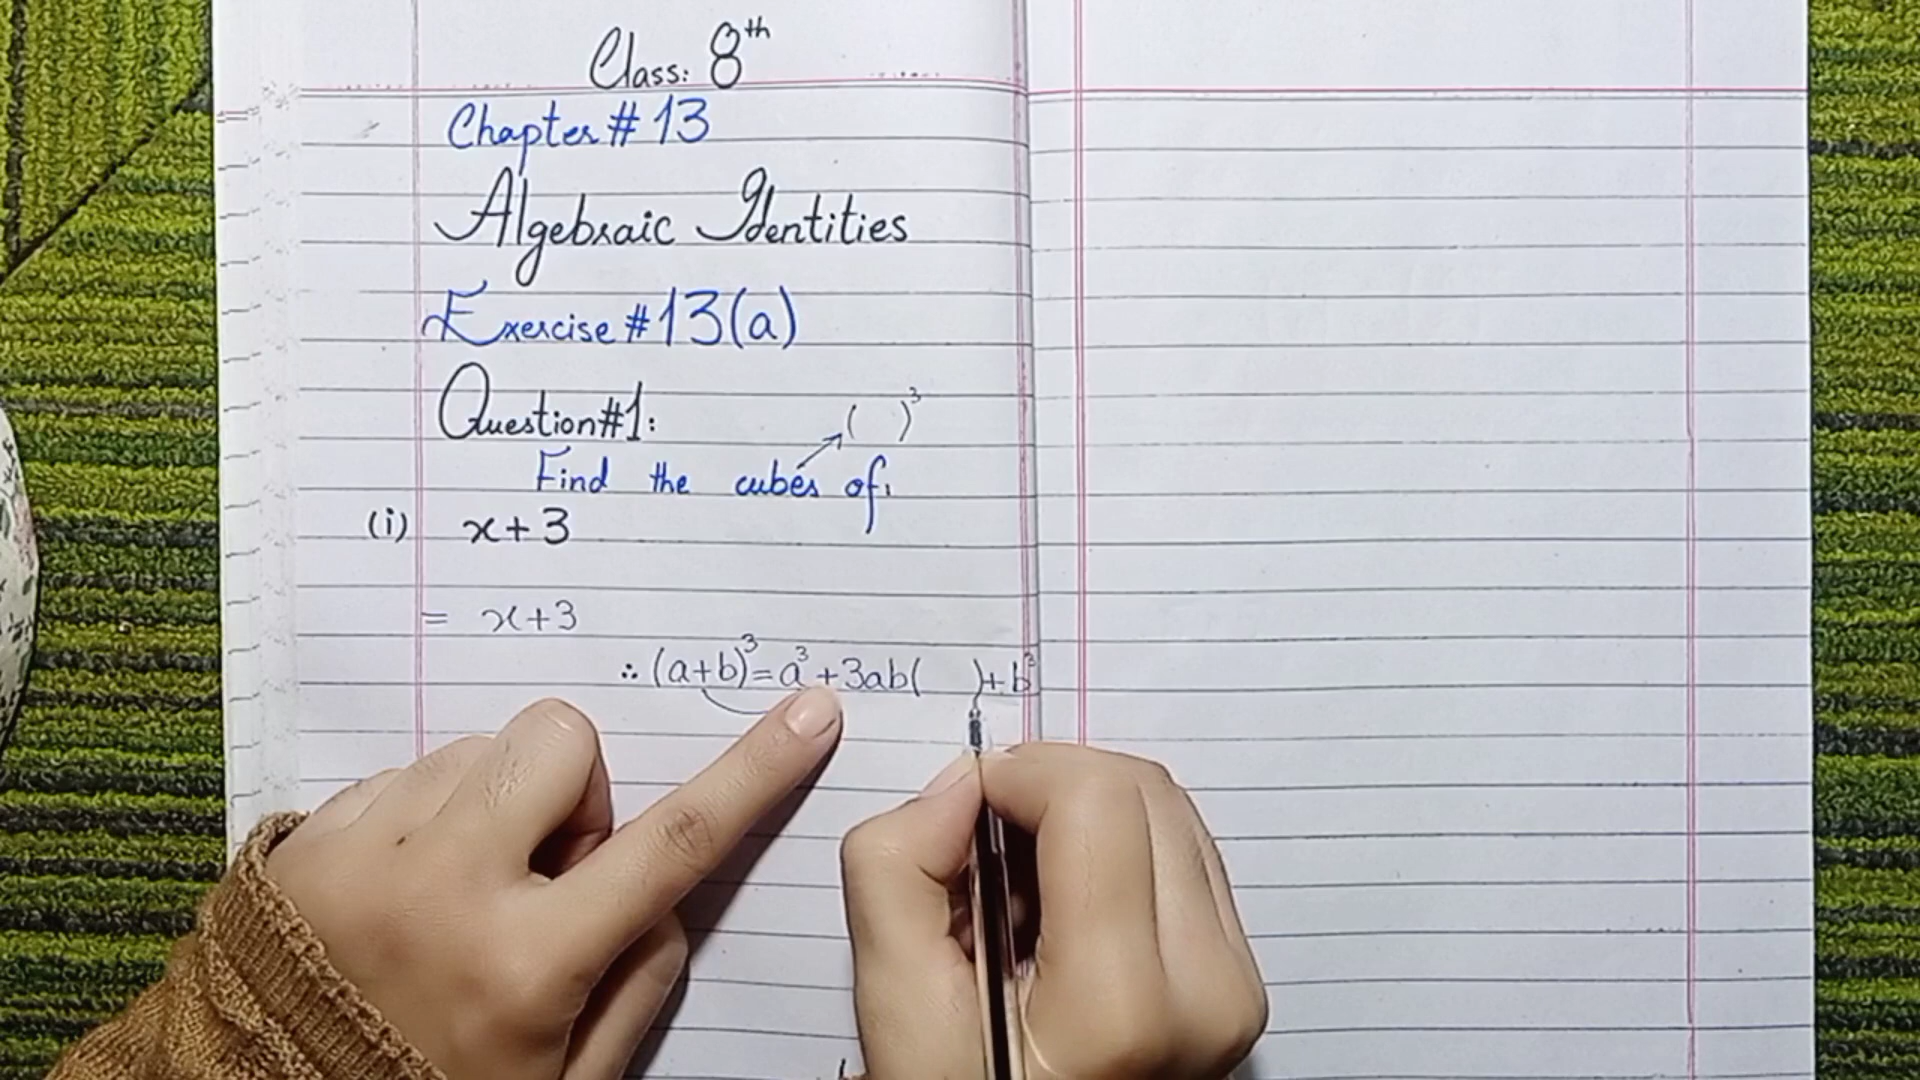 Class: 8th
Chapter # 13
Algebraic Identities
Exercise # 13(a)
Question#1:
( )³
Find the cubes of,
(i) x+3
= x+3
∴ (a+b)³=a³+3ab( )+b³